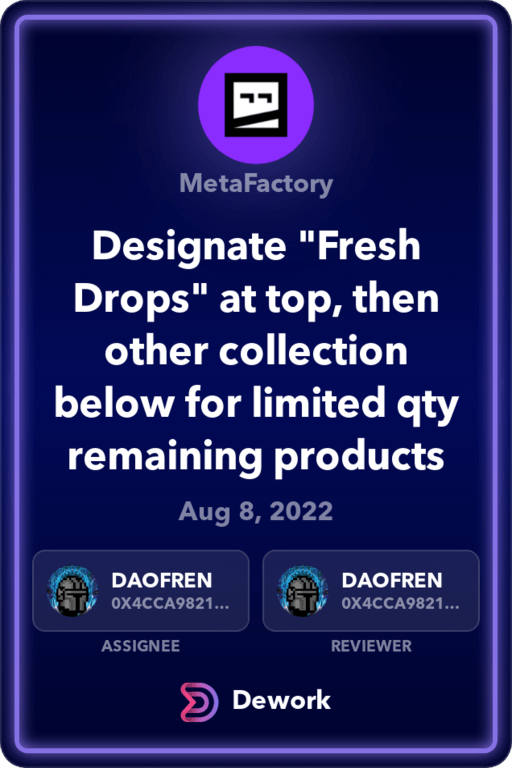 MetaFactory
Designate "Fresh
Drops" at top, then
other collection
below for limited qty
remaining products
Aug 8, 2022
DAOFREN
0X4CCA9821...
ASSIGNEE
DAOFREN
0X4CCA9821...
REVIEWER
Dework